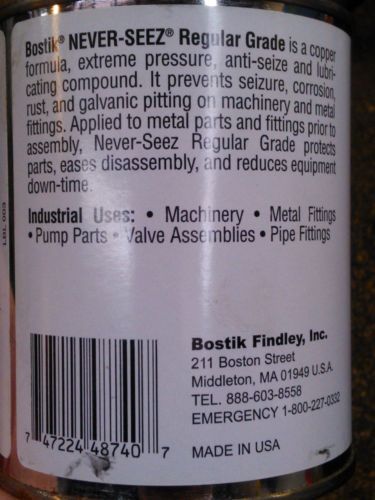 Bostik® NEVER-SEEZ® Regular Grade is a copper
formula, extreme pressure, anti-seize and lubri-
cating compound. It prevents seizure, corrosion,
rust, and galvanic pitting on machinery and metal
fittings. Applied to metal parts and fittings prior to
assembly, Never-Seez Regular Grade protects
parts, eases disassembly, and reduces equipment
down-time.
Industrial Uses: • Machinery • Metal Fittings
• Pump Parts • Valve Assemblies • Pipe Fittings
LBL 003
Bostik Findley, Inc.
211 Boston Street
Middleton, MA 01949 U.S.A.
TEL. 888-603-8558
EMERGENCY 1-800-227-0332
MADE IN USA
7 47224 48740 7